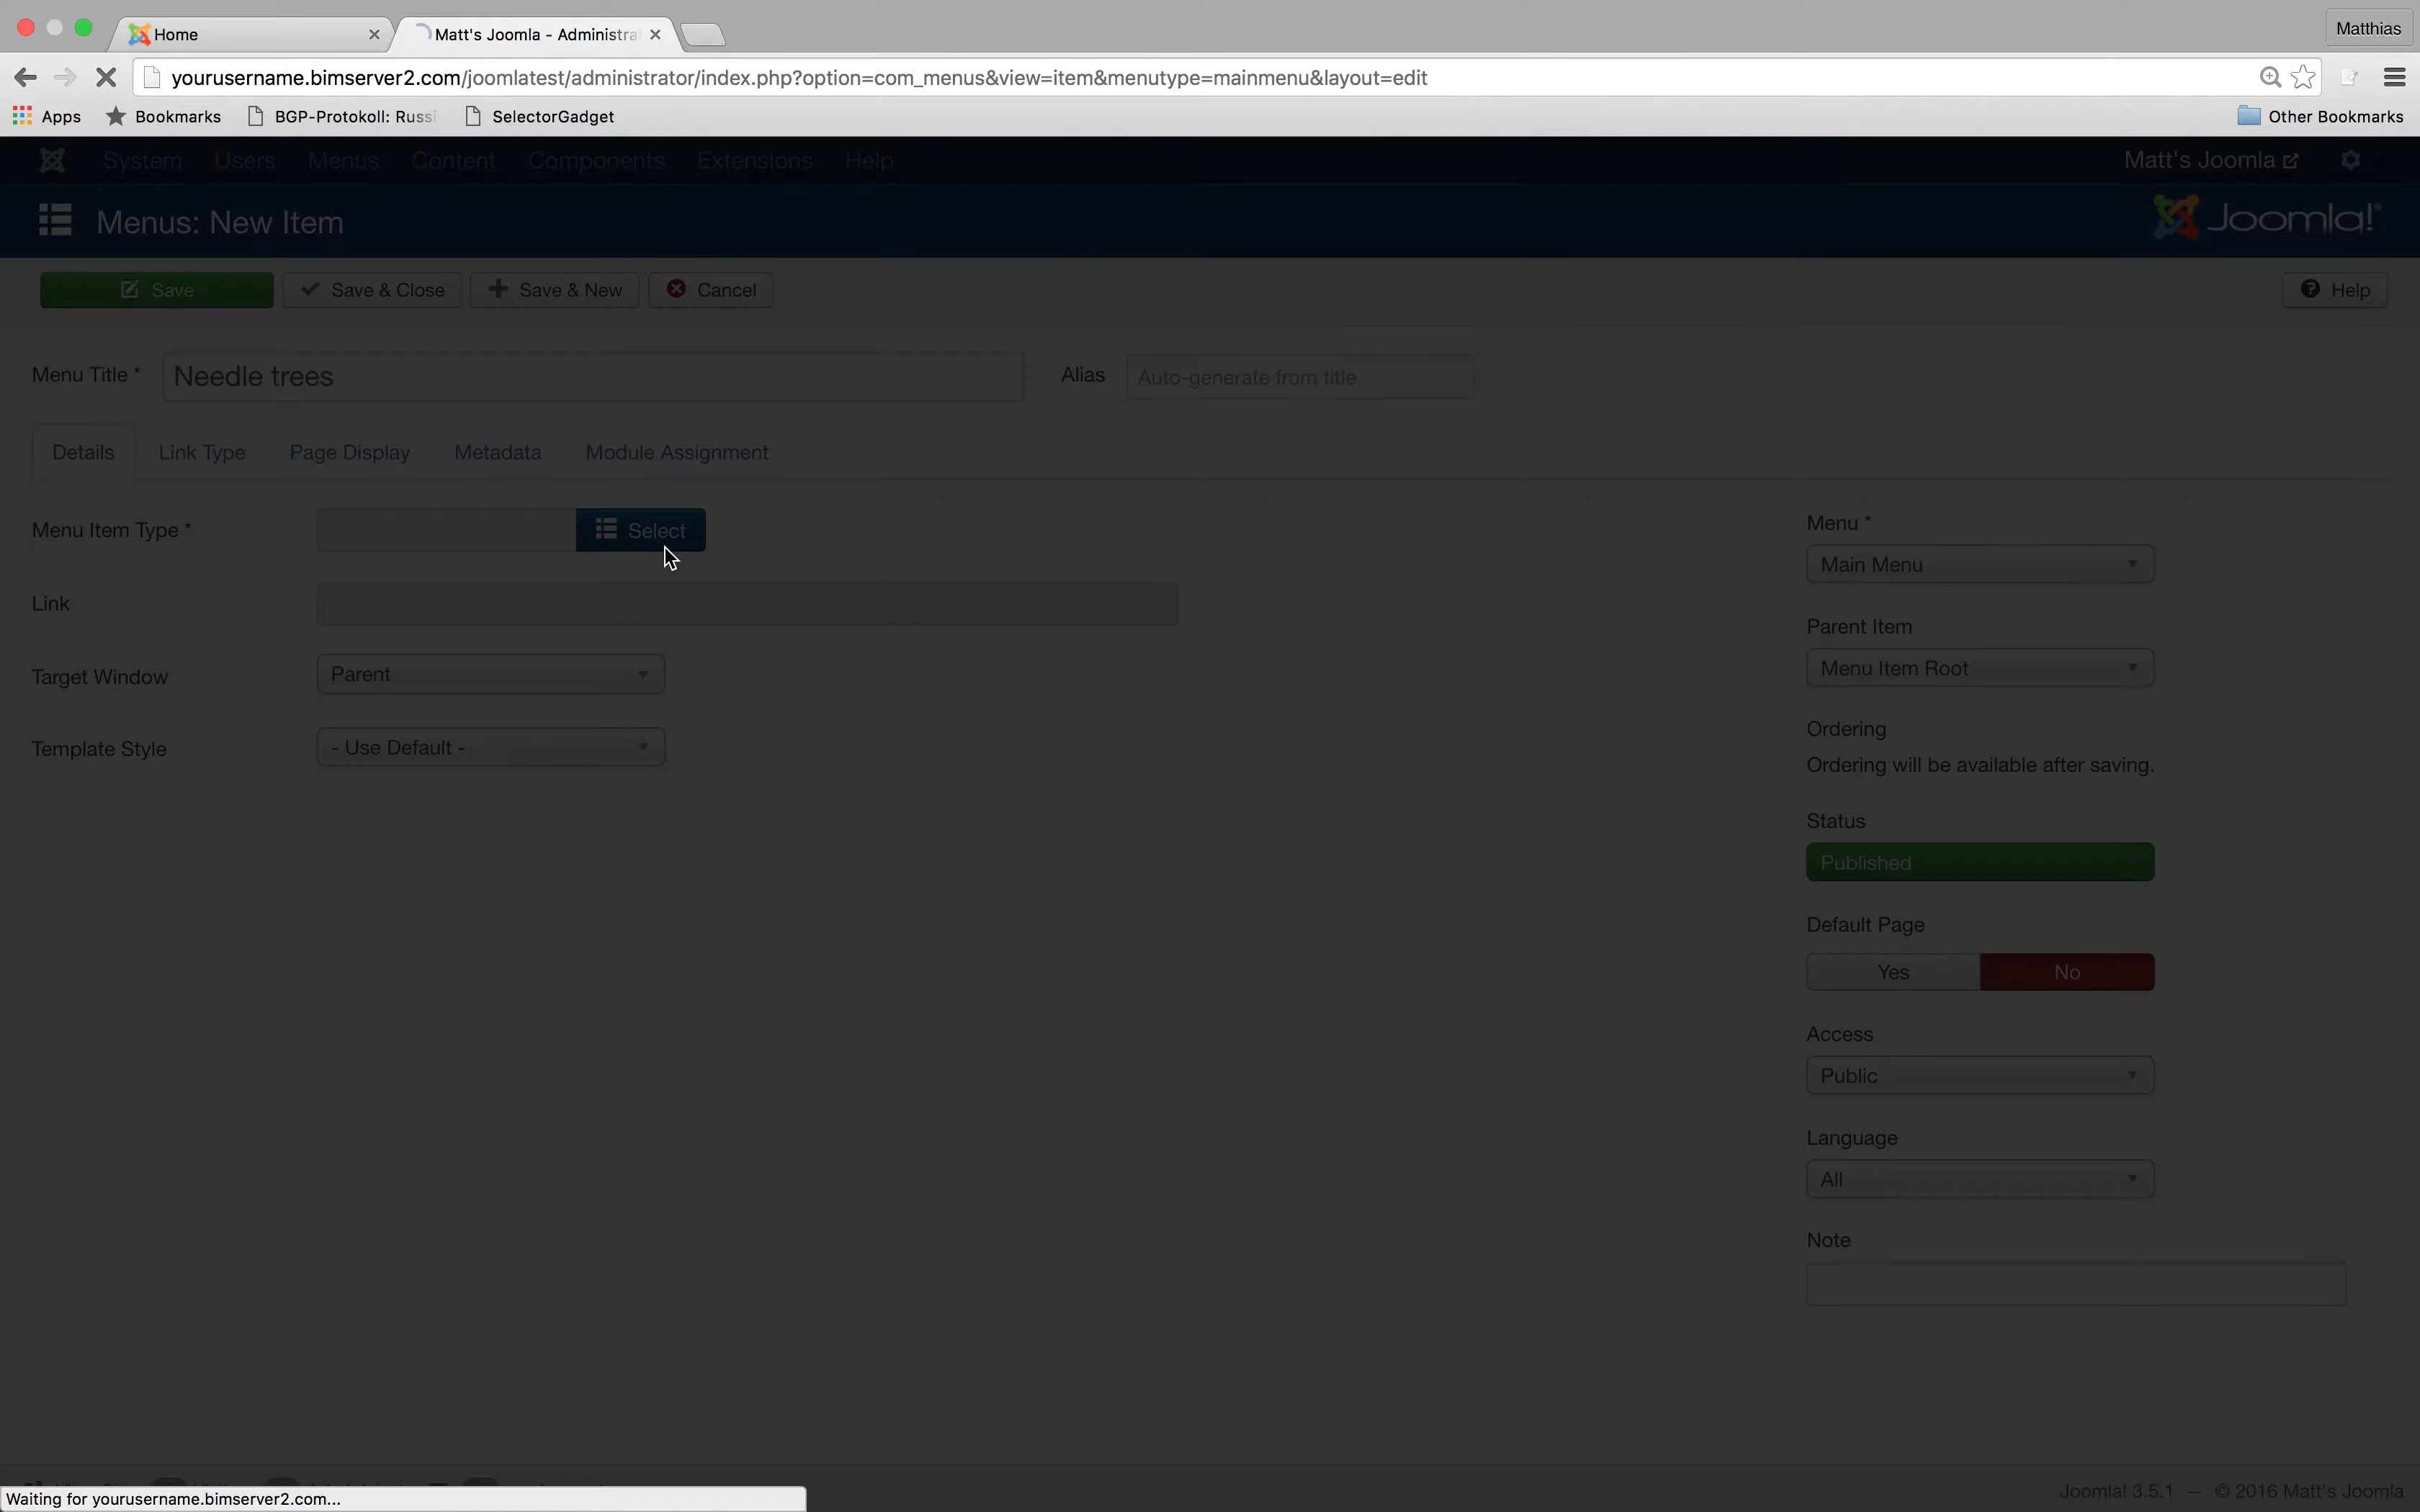 Home
Matt's Joomla - Administra
Matthias
yourusername.bimserver2.com/joomlatest/administrator/index.php?option=com_menus&view=item&menutype=mainmenu&layout=edit
Apps Bookmarks BGP-Protokoll: Russi SelectorGadget Other Bookmarks
System Users Menus Content Components Extensions Help Matt's Joomla
Menus: New Item Joomla!®
Save Save & Close Save & New Cancel Help
Menu Title * Needle trees Alias Auto-generate from title
Details Link Type Page Display Metadata Module Assignment
Menu Item Type * Select
Link
Target Window Parent
Template Style - Use Default -
Menu *
Main Menu
Parent Item
Menu Item Root
Ordering
Ordering will be available after saving.
Status
Published
Default Page
Yes No
Access
Public
Language
All
Note
Waiting for yourusername.bimserver2.com...
Joomla! 3.5.1 — © 2016 Matt's Joomla